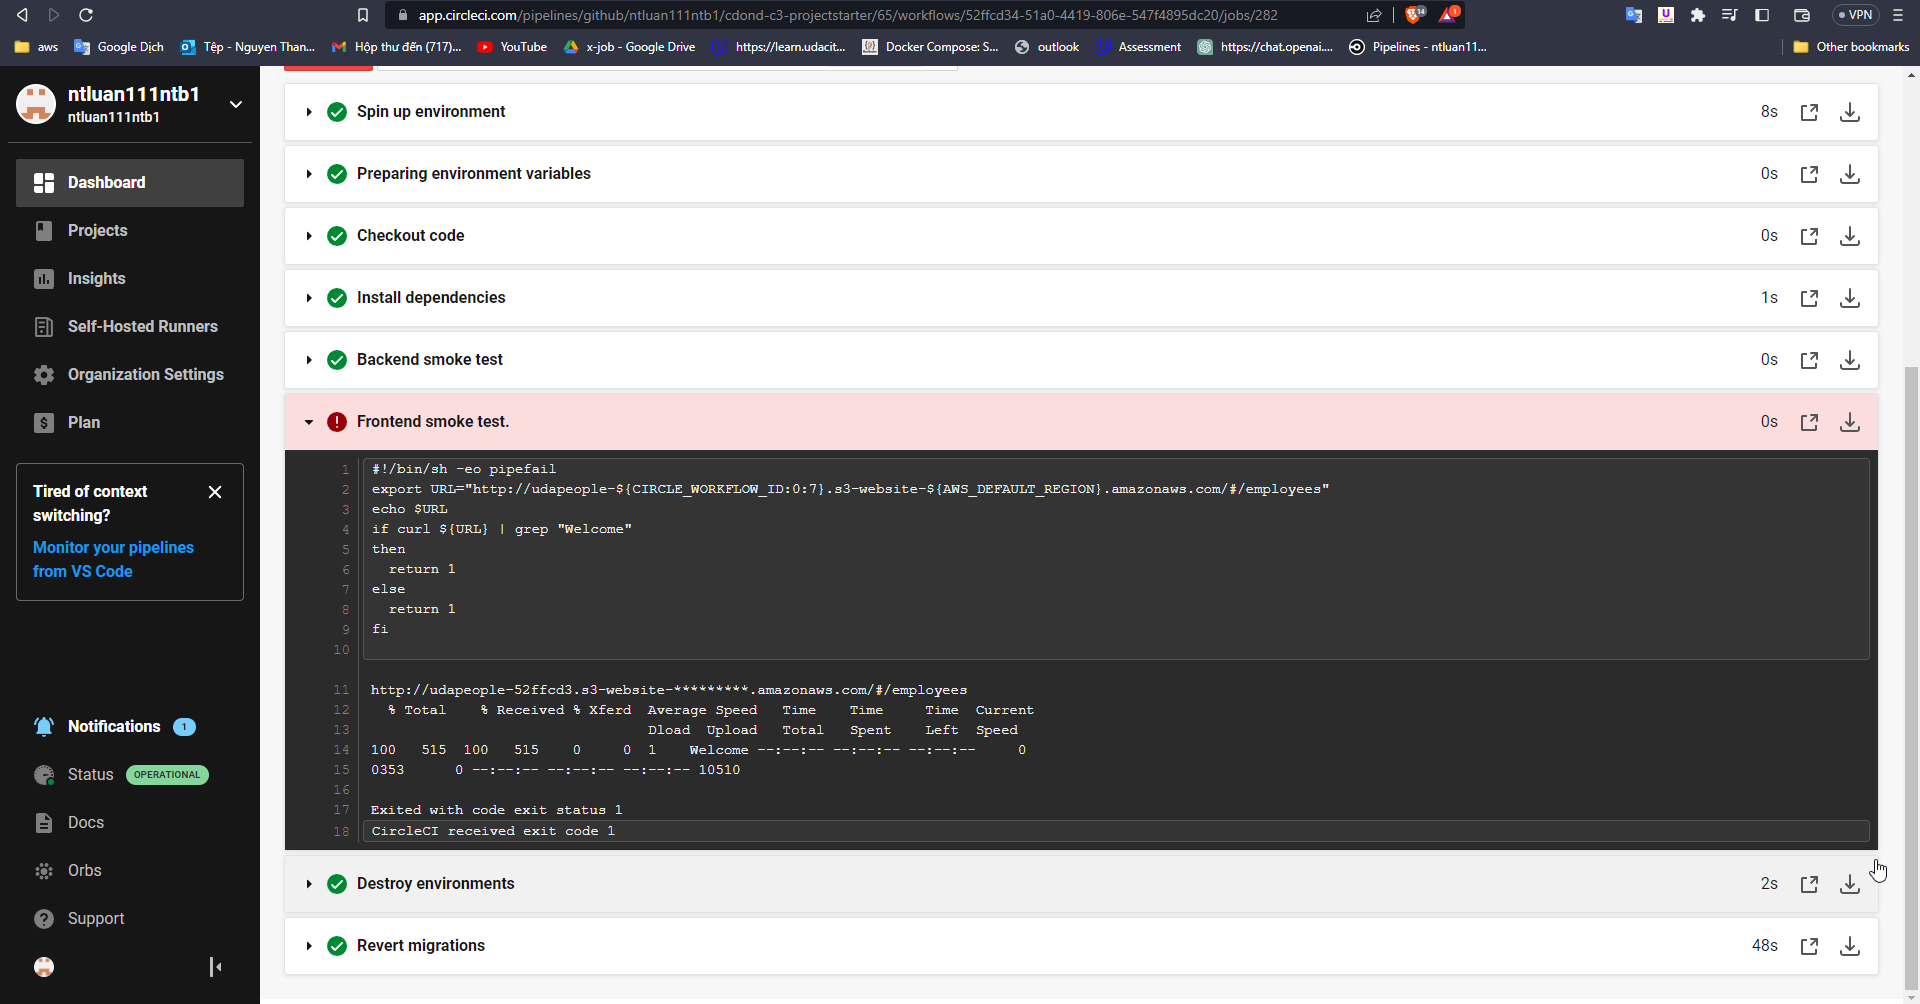 app.circleci.com/pipelines/github/ntluan111ntb1/cdond-c3-projectstarter/65/workflows/52ffcd34-51a0-4419-806e-547f4895dc20/jobs/282
14
1
VPN
aws
Google Dịch
Tệp - Nguyen Than...
Hộp thư đến (717)...
YouTube
x-job - Google Drive
https://learn.udacit...
Docker Compose: S...
outlook
Assessment
https://chat.openai....
Pipelines - ntluan11...
Other bookmarks
ntluan111ntb1
ntluan111ntb1
Dashboard
Projects
Insights
Self-Hosted Runners
Organization Settings
Plan
Tired of context
switching?
Monitor your pipelines
from VS Code
Notifications 1
Status OPERATIONAL
Docs
Orbs
Support
Spin up environment 8s
Preparing environment variables 0s
Checkout code 0s
Install dependencies 1s
Backend smoke test 0s
Frontend smoke test. 0s
1 #!/bin/sh -eo pipefail
2 export URL="http://udapeople-${CIRCLE_WORKFLOW_ID:0:7}.s3-website-${AWS_DEFAULT_REGION}.amazonaws.com/#/employees"
3 echo $URL
4 if curl ${URL} | grep "Welcome"
5 then
6   return 1
7 else
8   return 1
9 fi
10
11 http://udapeople-52ffcd3.s3-website-*********.amazonaws.com/#/employees
12   % Total    % Received % Xferd  Average Speed   Time    Time     Time  Current
13                                  Dload  Upload   Total   Spent    Left  Speed
14 100   515  100   515    0     0  1    Welcome --:--:-- --:--:-- --:--:--     0
15 0353      0 --:--:-- --:--:-- --:--:-- 10510
16
17 Exited with code exit status 1
18 CircleCI received exit code 1
Destroy environments 2s
Revert migrations 48s